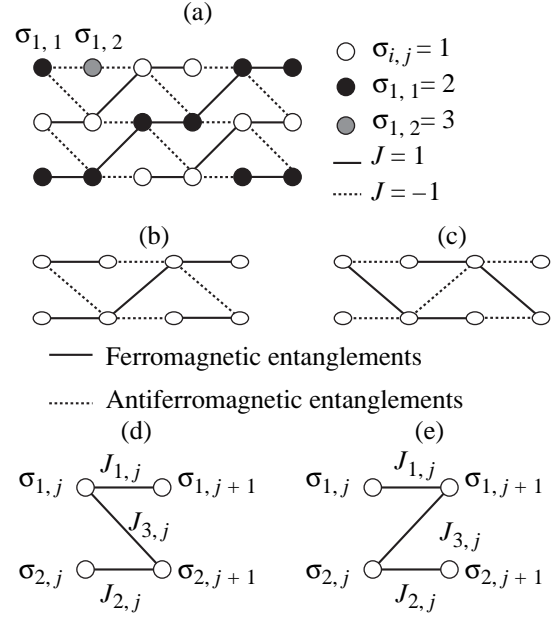 (a)
σ1, 1 σ1, 2
σi, j = 1
σ1, 1 = 2
σ1, 2 = 3
J = 1
J = –1
(b) (c)
Ferromagnetic entanglements
Antiferromagnetic entanglements
(d) (e)
σ1, j J1, j σ1, j + 1 σ1, j J1, j σ1, j + 1
J3, j J3, j
σ2, j σ2, j + 1 σ2, j σ2, j + 1
J2, j J2, j